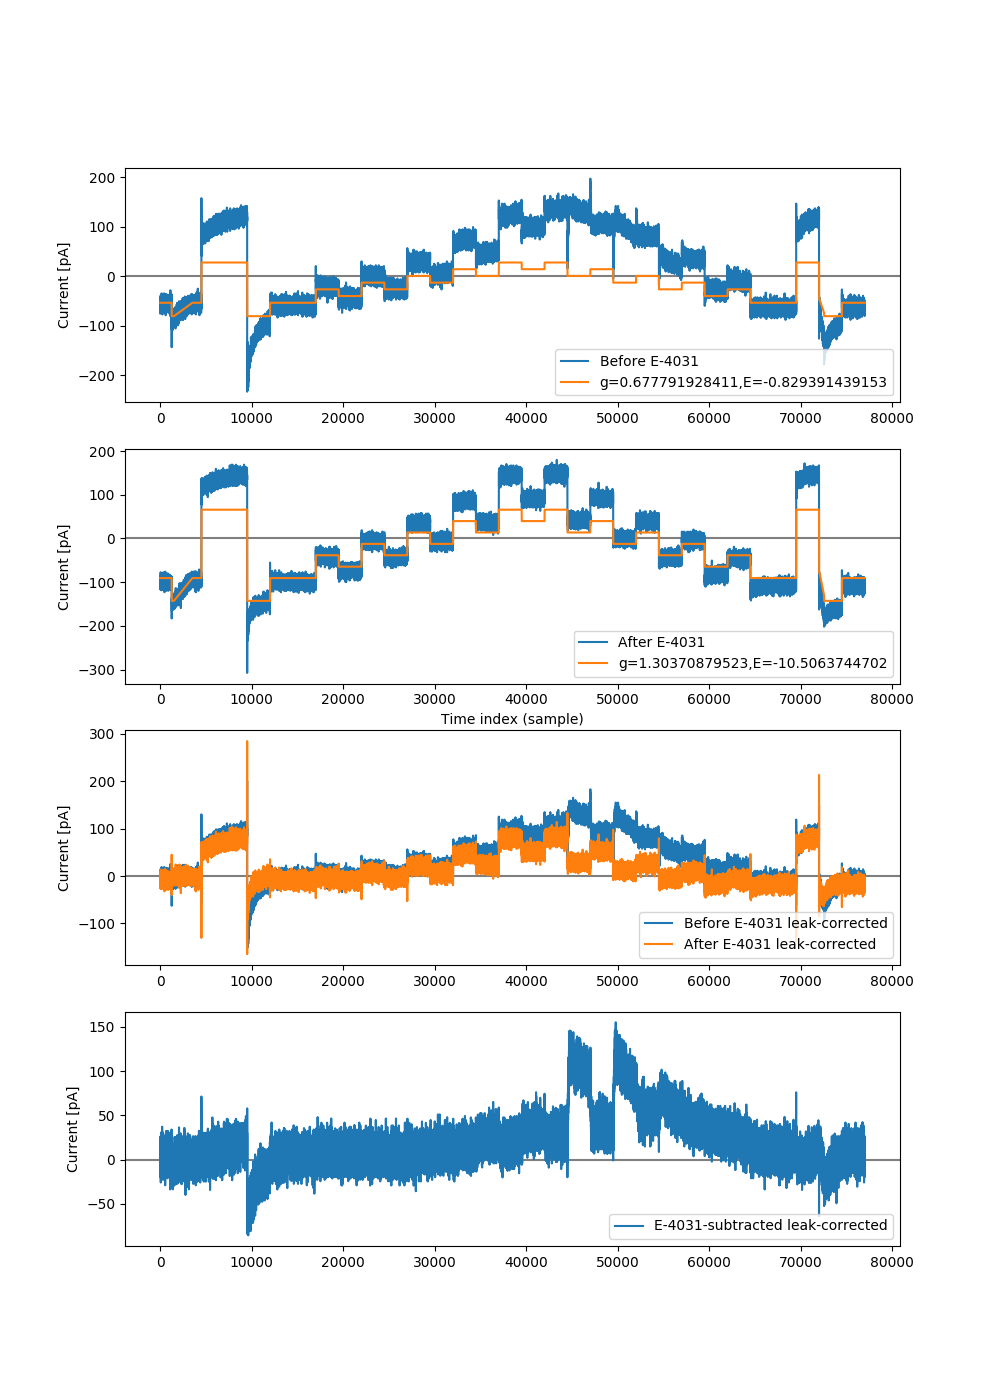 200
100
0
−100
−200
Current [pA]
Before E-4031
g=0.677791928411,E=-0.829391439153
0 10000 20000 30000 40000 50000 60000 70000 80000
200
100
0
−100
−200
−300
Current [pA]
After E-4031
g=1.30370879523,E=-10.5063744702
0 10000 20000 30000 40000 50000 60000 70000 80000
Time index (sample)
300
200
100
0
−100
Current [pA]
Before E-4031 leak-corrected
After E-4031 leak-corrected
0 10000 20000 30000 40000 50000 60000 70000 80000
150
100
50
0
−50
Current [pA]
E-4031-subtracted leak-corrected
0 10000 20000 30000 40000 50000 60000 70000 80000